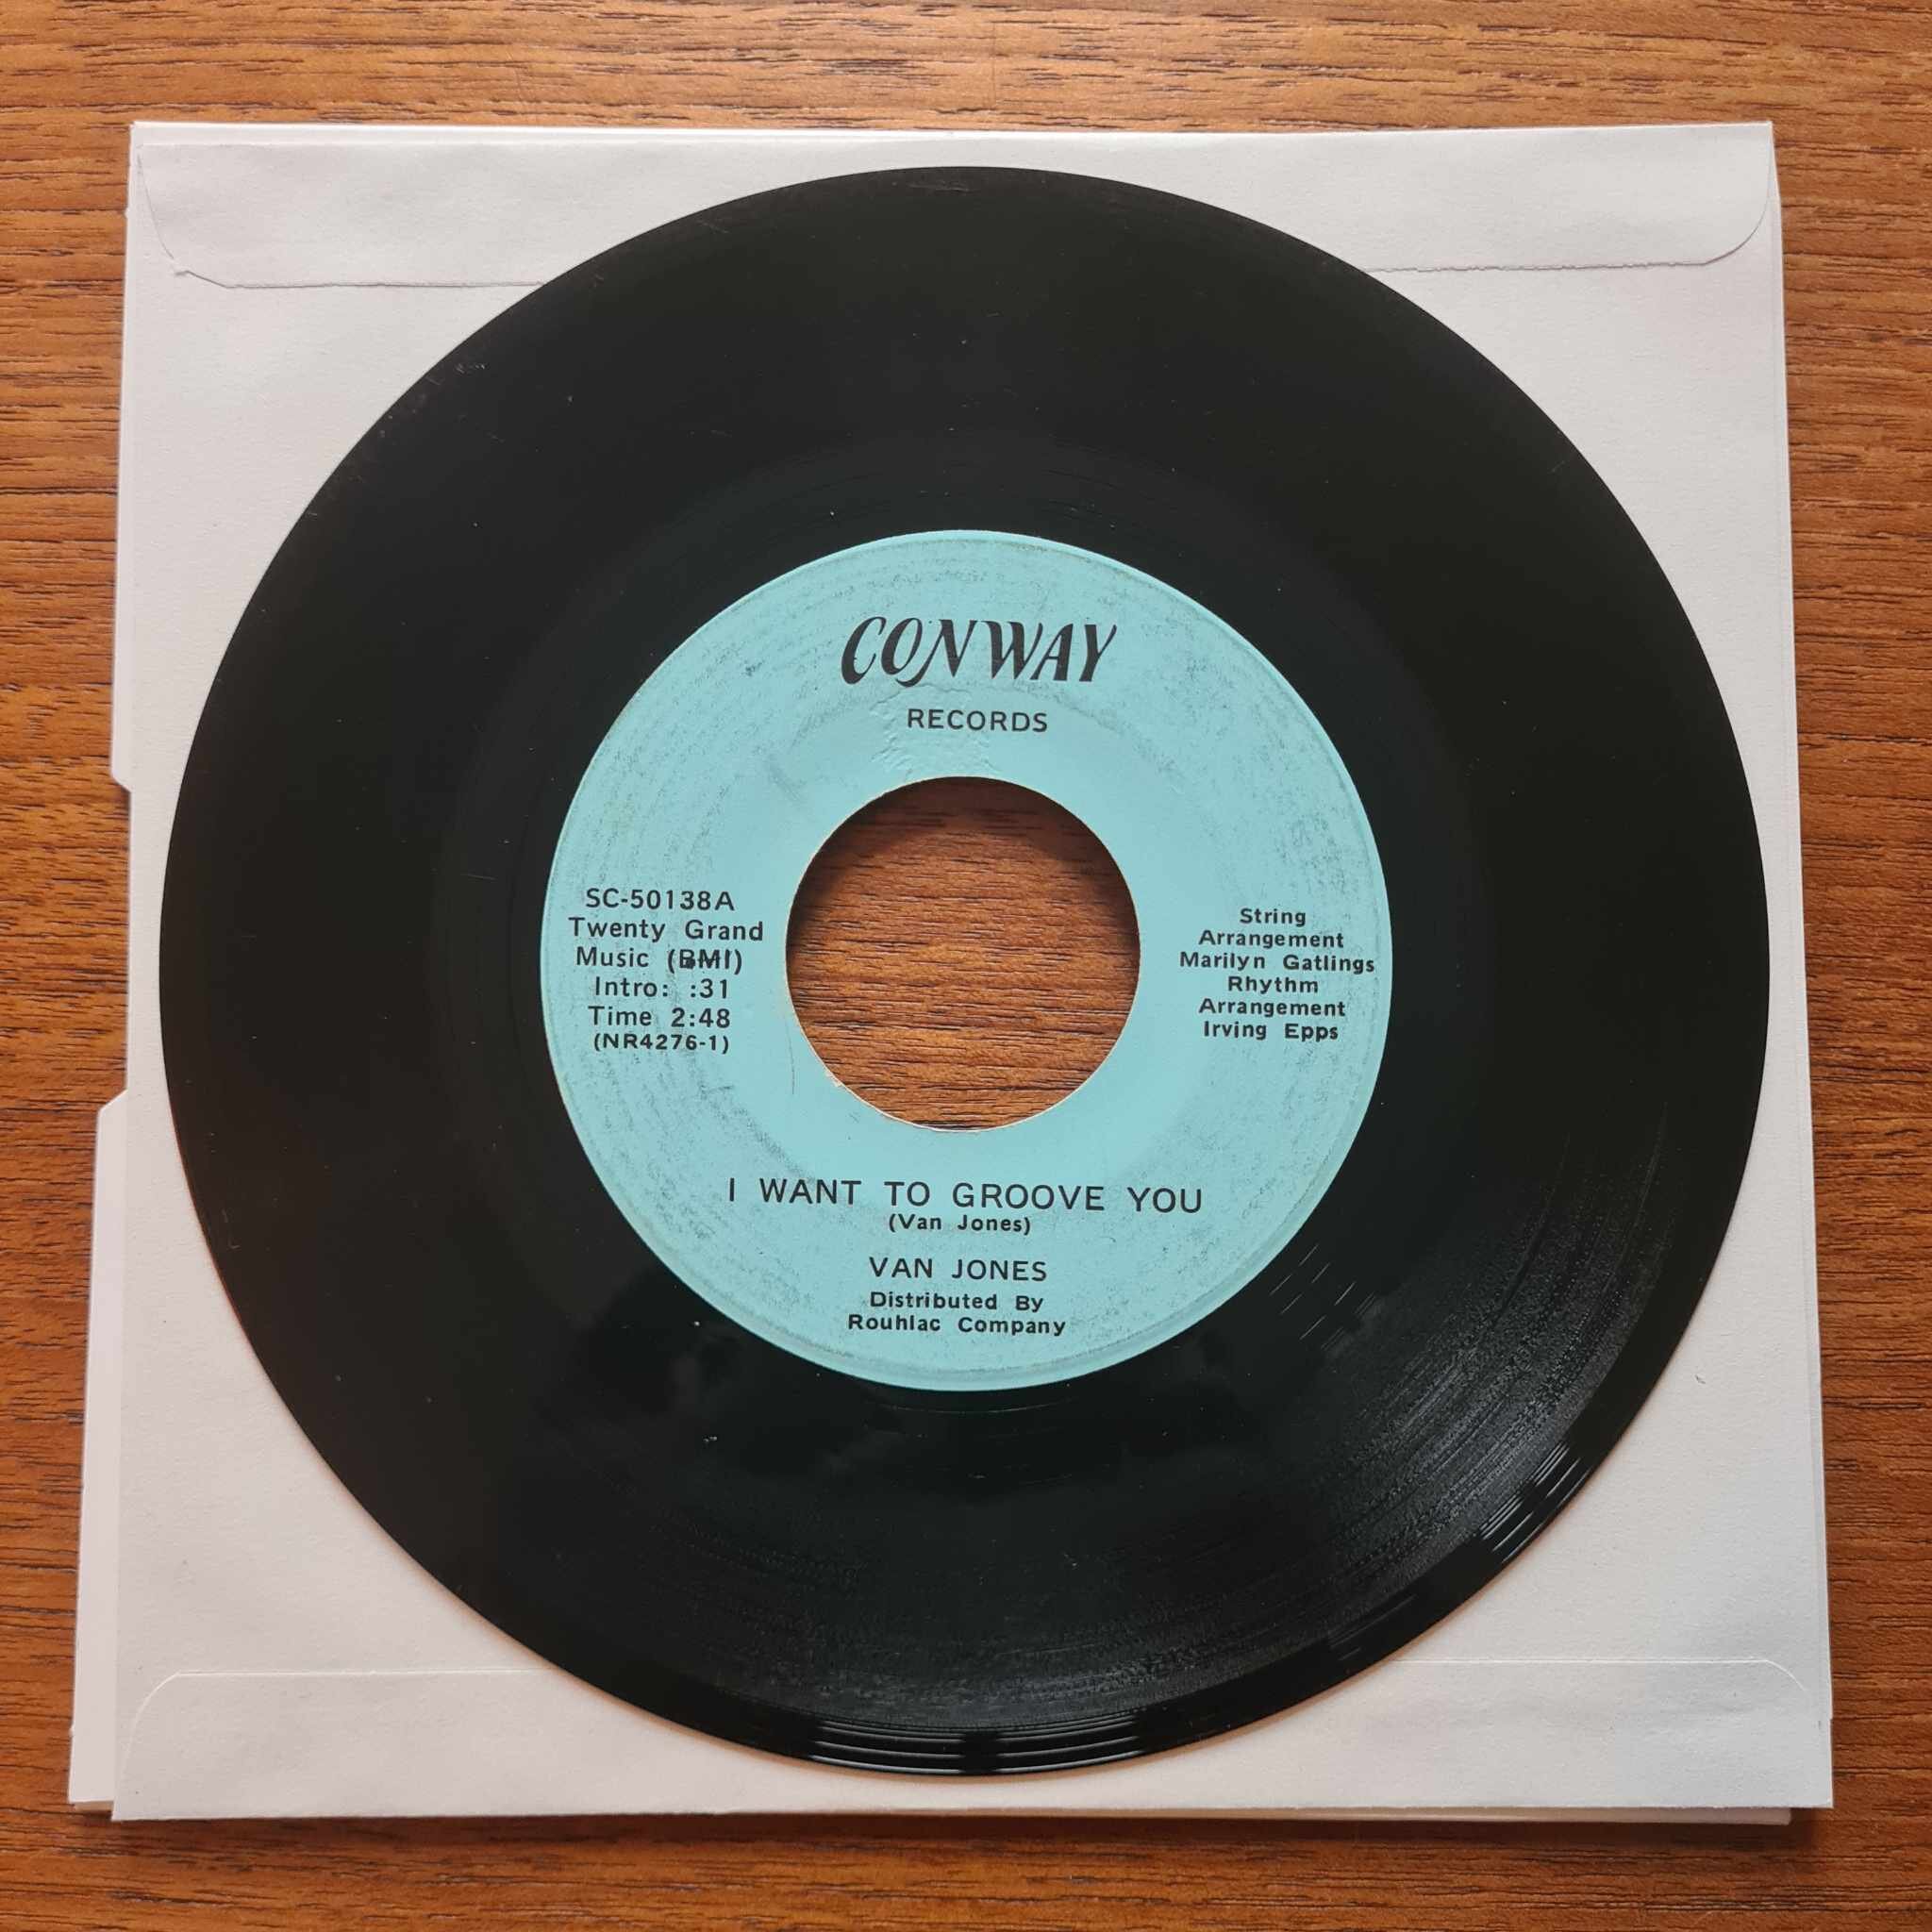 CONWAY
RECORDS
SC-50138A
Twenty Grand
Music (BMI)
Intro: :31
Time 2:48
(NR4276-1)
String
Arrangement
Marilyn Gatlings
Rhythm
Arrangement
Irving Epps
I WANT TO GROOVE YOU
(Van Jones)
VAN JONES
Distributed By
Rouhlac Company